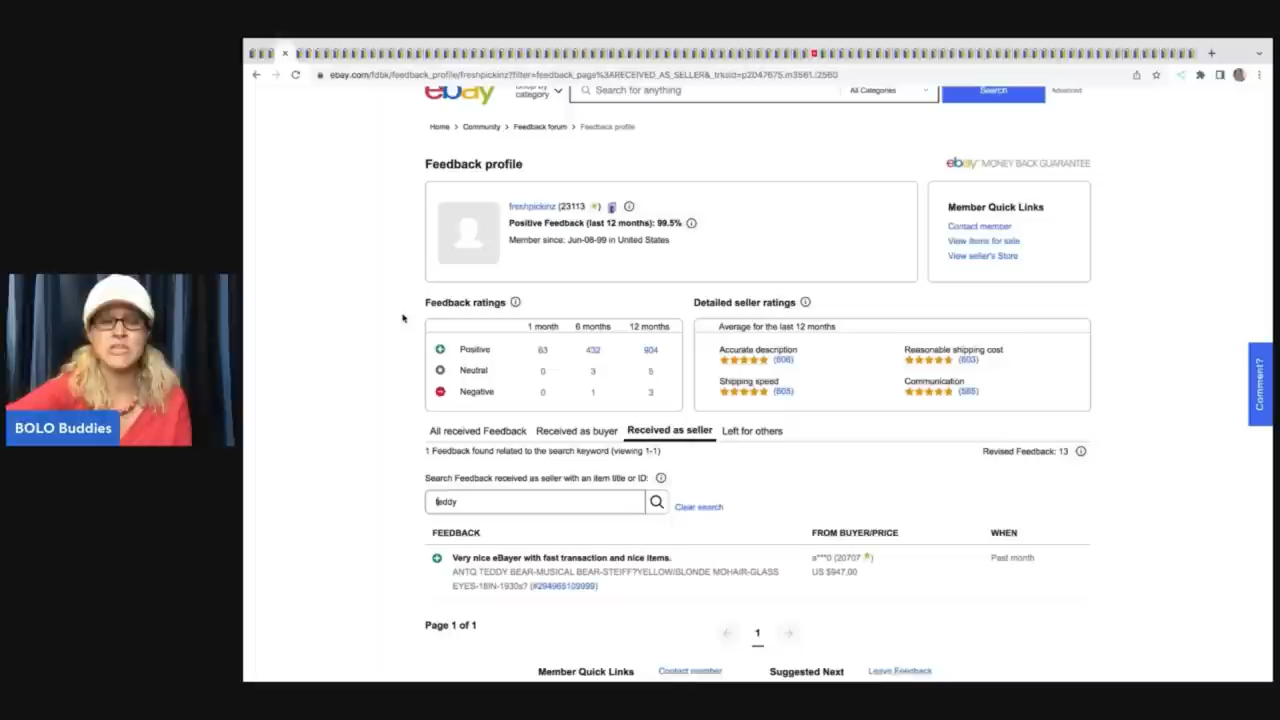 ebay.com/fdbk/feedback_profile/freshpickinz?filter=feedback_page%3ARECEIVED_AS_SELLER&_trksid=p2047675.m3561.l2560
ebay
category
Search for anything
All Categories
Search
Advanced
Home > Community > Feedback forum > Feedback profile
Feedback profile
ebay MONEY BACK GUARANTEE
freshpickinz (23113 )
Positive Feedback (last 12 months): 99.5%
Member since: Jun-08-99 in United States
Member Quick Links
Contact member
View items for sale
View seller's Store
Feedback ratings
Detailed seller ratings
1 month 6 months 12 months
Positive 63 432 904
Neutral 0 3 5
Negative 0 1 3
Average for the last 12 months
Accurate description
(606)
Reasonable shipping cost
(603)
Shipping speed
(605)
Communication
(585)
Comment?
BOLO Buddies
All received Feedback Received as buyer Received as seller Left for others
1 Feedback found related to the search keyword (viewing 1-1)
Revised Feedback: 13
Search Feedback received as seller with an item title or ID:
teddy
Clear search
FEEDBACK FROM BUYER/PRICE WHEN
Very nice eBayer with fast transaction and nice items.
a***0 (20707 )
Past month
ANTQ TEDDY BEAR-MUSICAL BEAR-STEIFF?YELLOW/BLONDE MOHAIR-GLASS
US $947.00
EYES-18IN-1930s? (#294965109999)
Page 1 of 1
1
Member Quick Links Contact member Suggested Next Leave Feedback